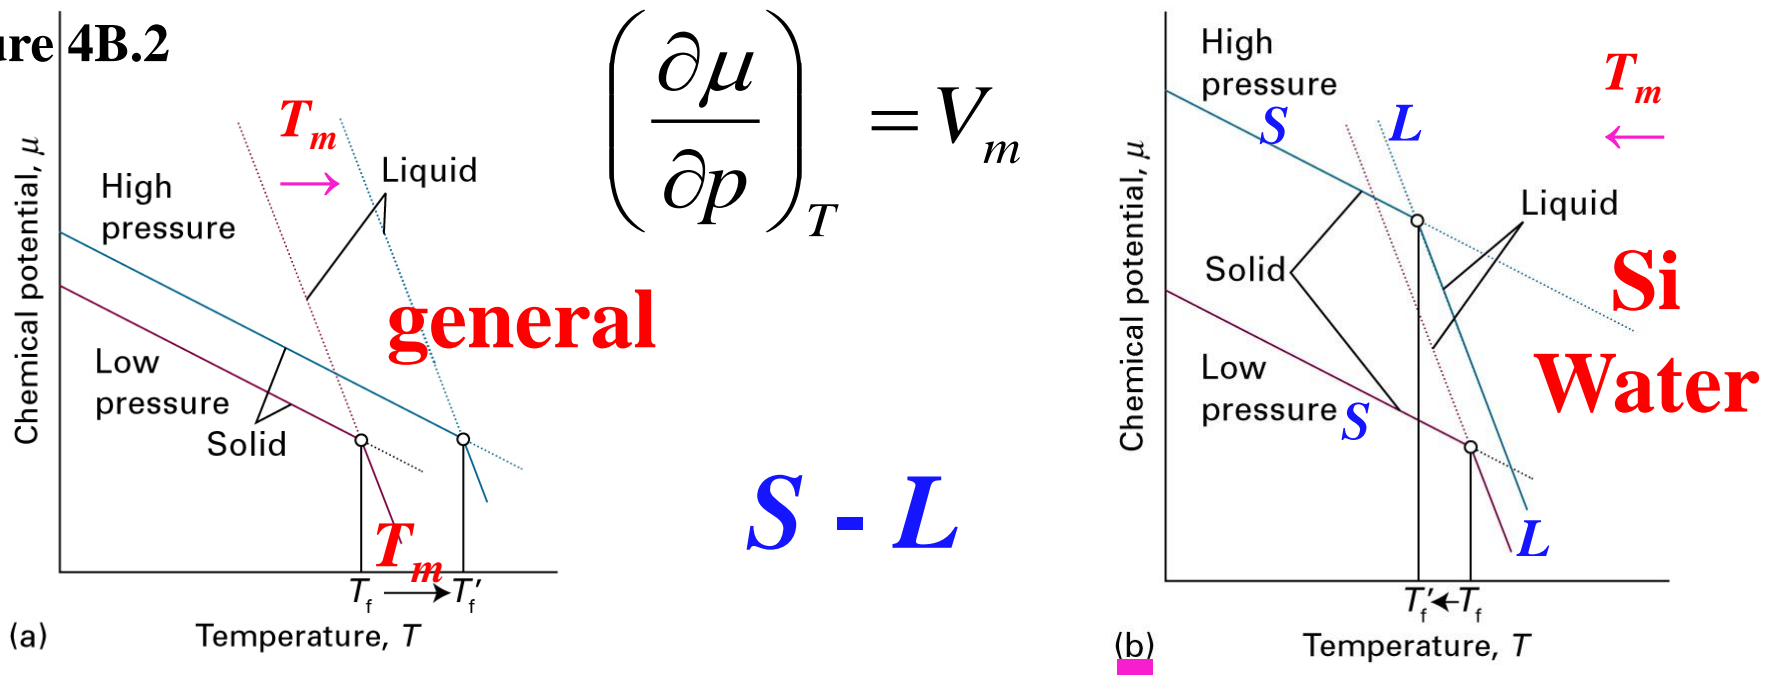 ure 4B.2
T_m
Liquid
High
pressure
general
Low
pressure
Solid
T_m
T_f → T_f′
Chemical potential, μ
Temperature, T
(a)
(∂μ/∂p)_T = V_m
S - L
High
pressure
S
L
T_m
←
Liquid
Solid
Si
Water
Low
pressure
S
L
T_f′ ← T_f
Chemical potential, μ
Temperature, T
(b)